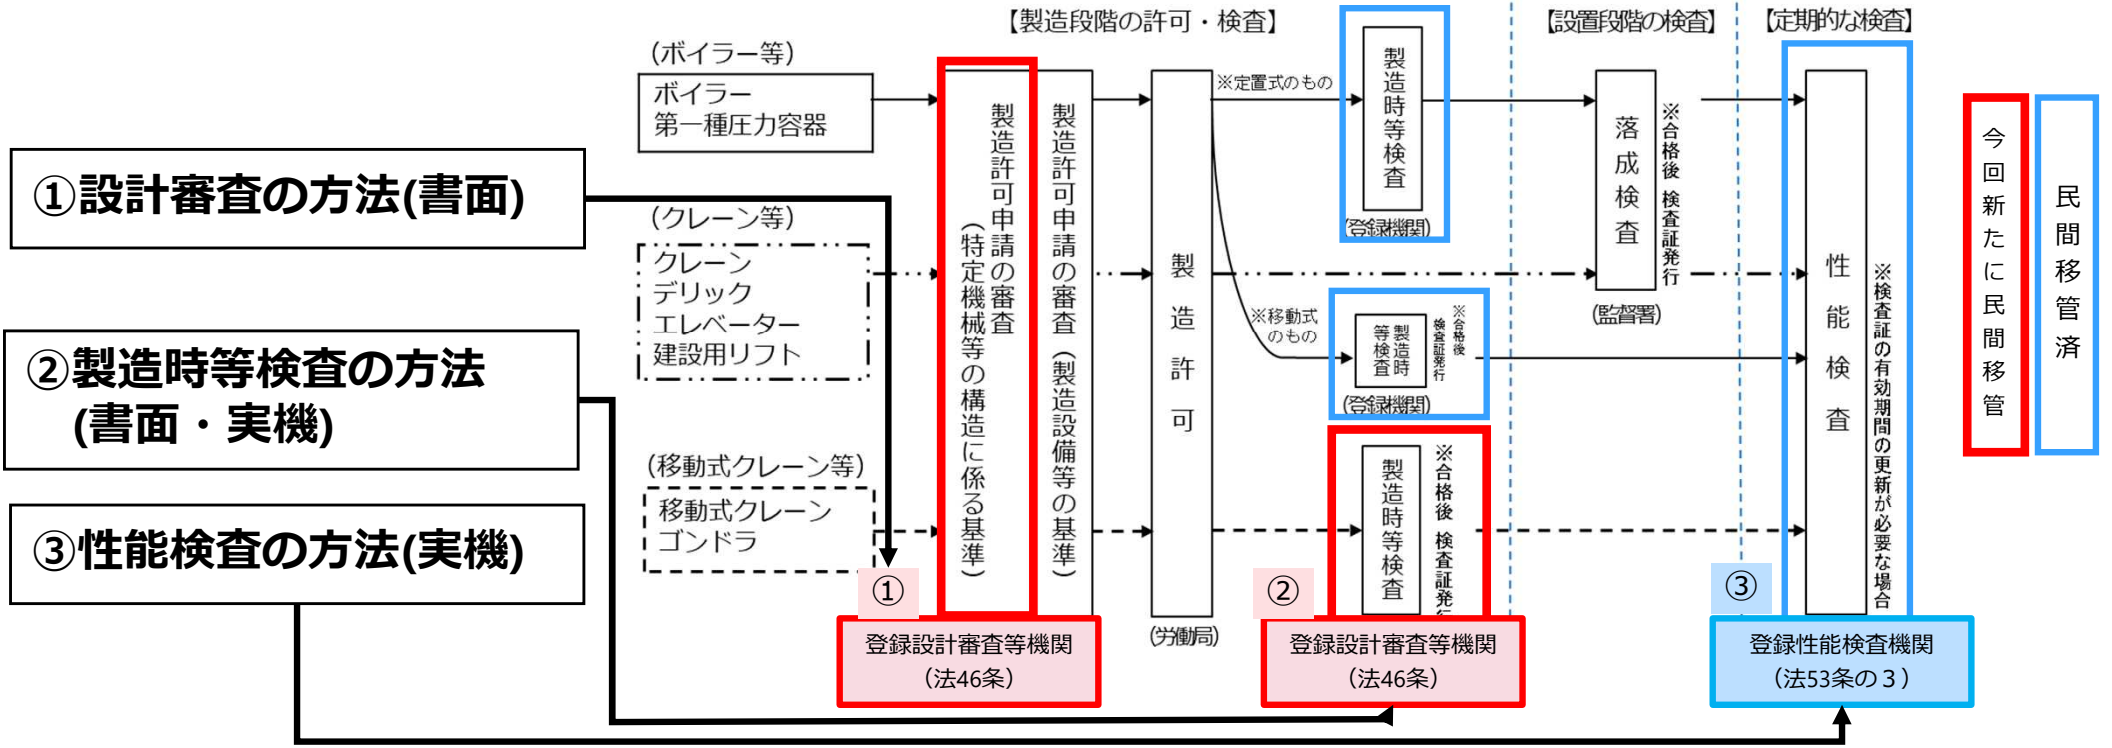 【製造段階の許可・検査】
【設置段階の検査】
【定期的な検査】
①設計審査の方法(書面)
②製造時等検査の方法
(書面・実機)
③性能検査の方法(実機)
(ボイラー等)
ボイラー
第一種圧力容器
(クレーン等)
クレーン
デリック
エレベーター
建設用リフト
(移動式クレーン等)
移動式クレーン
ゴンドラ
製造許可申請の審査
(特定機械等の構造に係る基準)
①
登録設計審査等機関
(法46条)
製造許可申請の審査(製造設備等の基準)
製造許可
(労働局)
※定置式のもの
製造時等検査
(登録機関)
※移動式
のもの
製造時
等検査
※合格後
検査証発行
(登録機関)
製造時等検査
※合格後 検査証発
②
登録設計審査等機関
(法46条)
落成検査
※合格後 検査証発行
(監督署)
性能検査
※検査証の有効期間の更新が必要な場合
③
登録性能検査機関
(法53条の３)
今回新たに民間移管
民間移管済